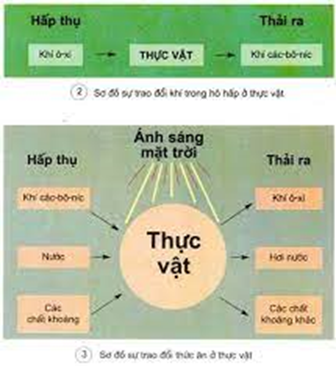 Hấp thụ
Thải ra
Khí ô-xi
THỰC VẬT
Khí các-bô-níc
2 Sơ đồ sự trao đổi khí trong hô hấp ở thực vật
Ánh sáng
mặt trời
Hấp thụ
Thải ra
Khí các-bô-níc
Khí ô-xi
Thực
vật
Nước
Hơi nước
Các
chất khoáng
Các chất
khoáng khác
3 Sơ đồ sự trao đổi thức ăn ở thực vật